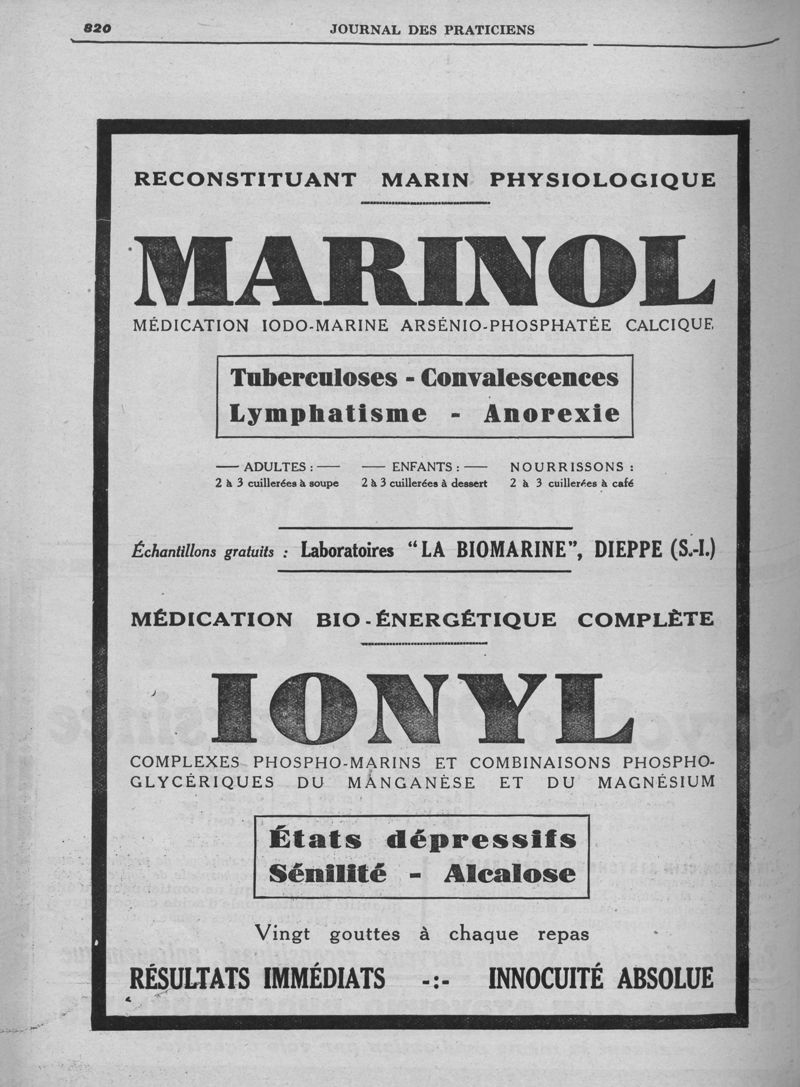 820
JOURNAL DES PRATICIENS
RECONSTITUANT MARIN PHYSIOLOGIQUE
MARINOL
MÉDICATION IODO-MARINE ARSÉNIO-PHOSPHATÉE CALCIQUE
Tuberculoses - Convalescences
Lymphatisme - Anorexie
— ADULTES : — — ENFANTS : — NOURRISSONS :
2 à 3 cuillerées à soupe 2 à 3 cuillerées à dessert 2 à 3 cuillerées à café
Échantillons gratuits : Laboratoires “LA BIOMARINE”, DIEPPE (S.-I.)
MÉDICATION BIO-ÉNERGÉTIQUE COMPLÈTE
IONYL
COMPLEXES PHOSPHO-MARINS ET COMBINAISONS PHOSPHO-
GLYCÉRIQUES DU MANGANÈSE ET DU MAGNÉSIUM
États dépressifs
Sénilité - Alcalose
Vingt gouttes à chaque repas
RÉSULTATS IMMÉDIATS -:- INNOCUITÉ ABSOLUE